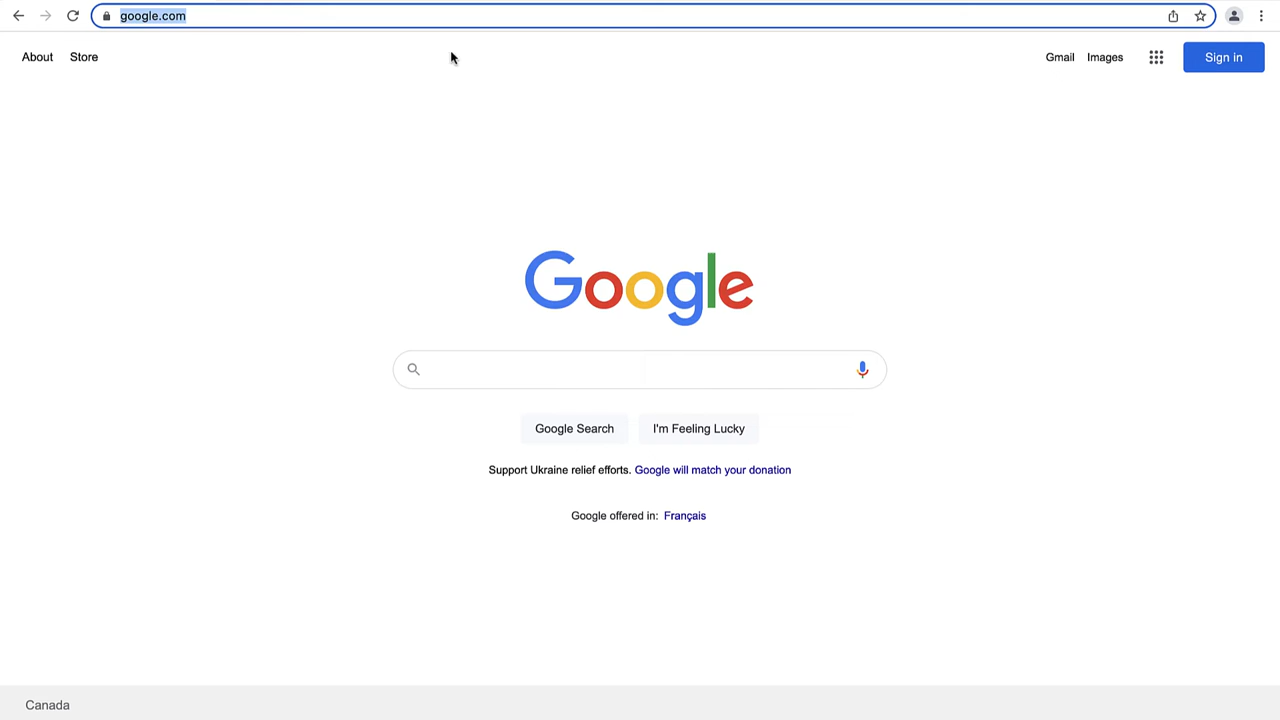 google.com
About Store Gmail Images Sign in
Google
Google Search I'm Feeling Lucky
Support Ukraine relief efforts. Google will match your donation
Google offered in: Français
Canada